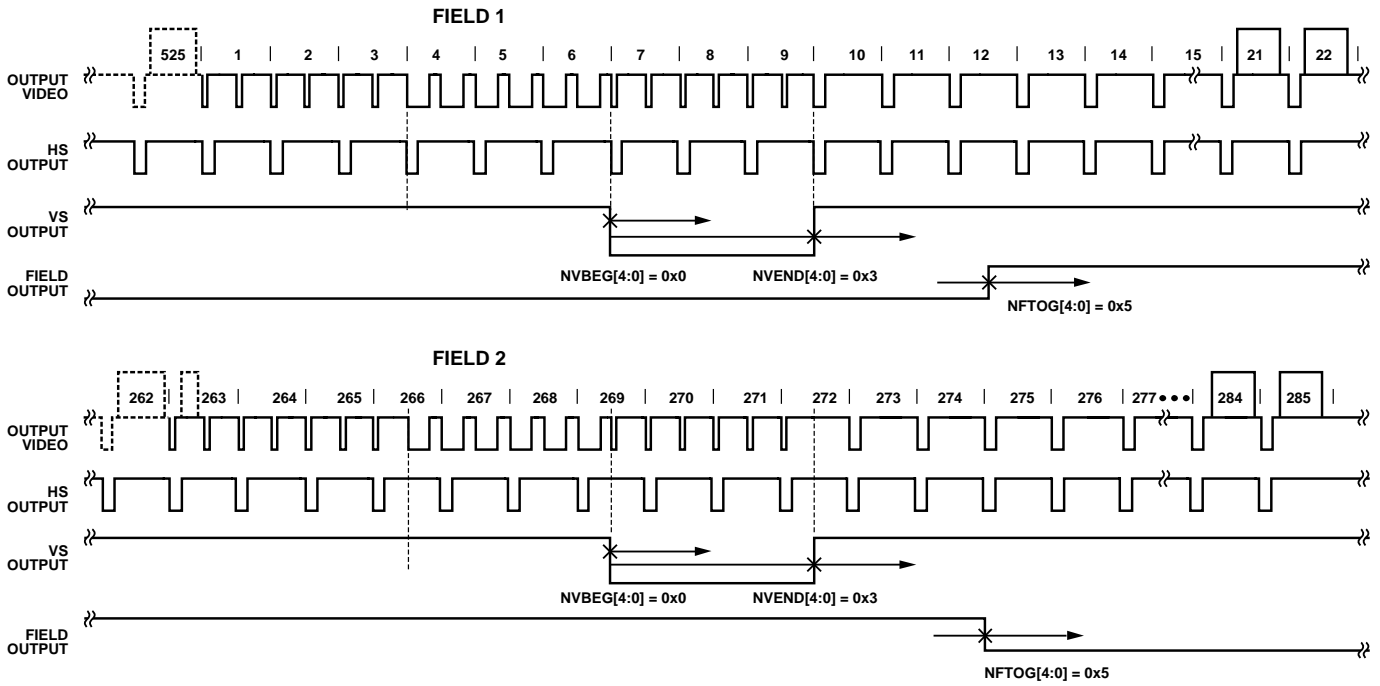 FIELD 1
525 1 2 3 4 5 6 7 8 9 10 11 12 13 14 15 21 22
OUTPUT
VIDEO
HS
OUTPUT
VS
OUTPUT
NVBEG[4:0] = 0x0 NVEND[4:0] = 0x3
FIELD
OUTPUT
NFTOG[4:0] = 0x5
FIELD 2
262 263 264 265 266 267 268 269 270 271 272 273 274 275 276 277 ••• 284 285
OUTPUT
VIDEO
HS
OUTPUT
VS
OUTPUT
NVBEG[4:0] = 0x0 NVEND[4:0] = 0x3
FIELD
OUTPUT
NFTOG[4:0] = 0x5